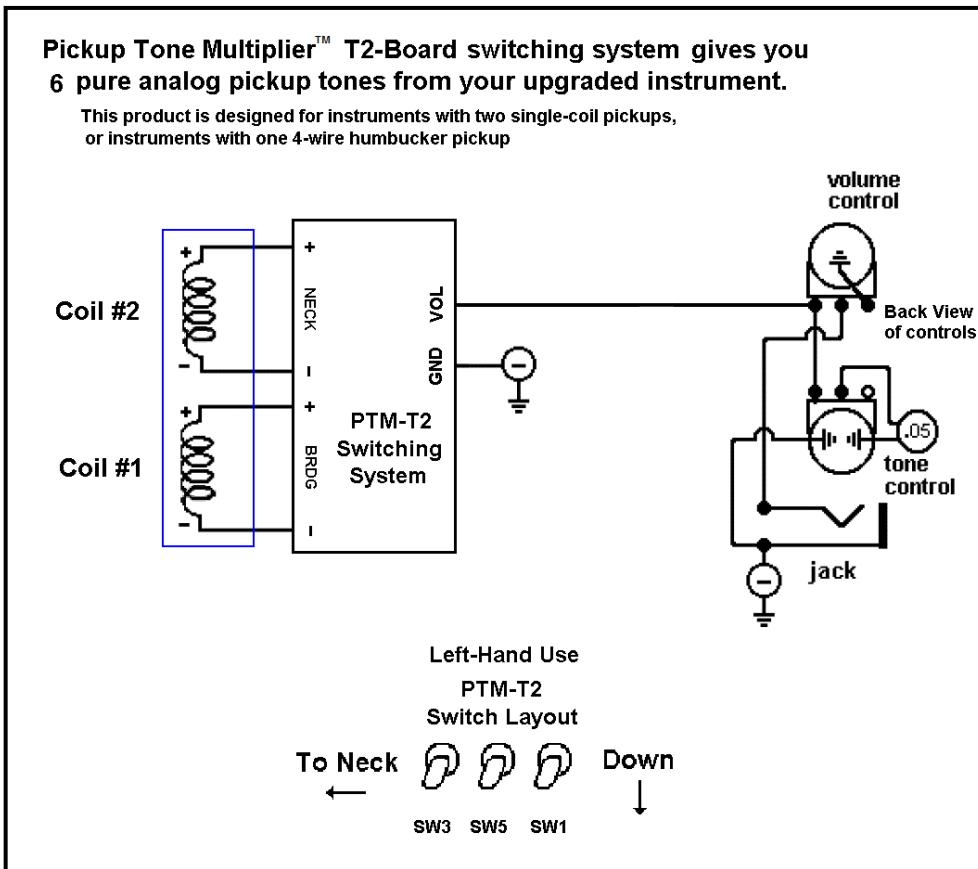 Pickup Tone Multiplier™ T2-Board switching system gives you
6 pure analog pickup tones from your upgraded instrument.
This product is designed for instruments with two single-coil pickups,
or instruments with one 4-wire humbucker pickup
volume
control
Back View
of controls
Coil #2
+
-
+
NECK
-
VOL
GND
-
Coil #1
+
-
+
BRDG
-
PTM-T2
Switching
System
.05
tone
control
jack
-
Left-Hand Use
PTM-T2
Switch Layout
To Neck
Down
SW3 SW5 SW1